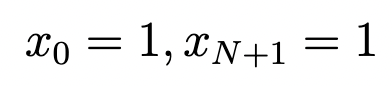 x_0 = 1, x_{N+1} = 1